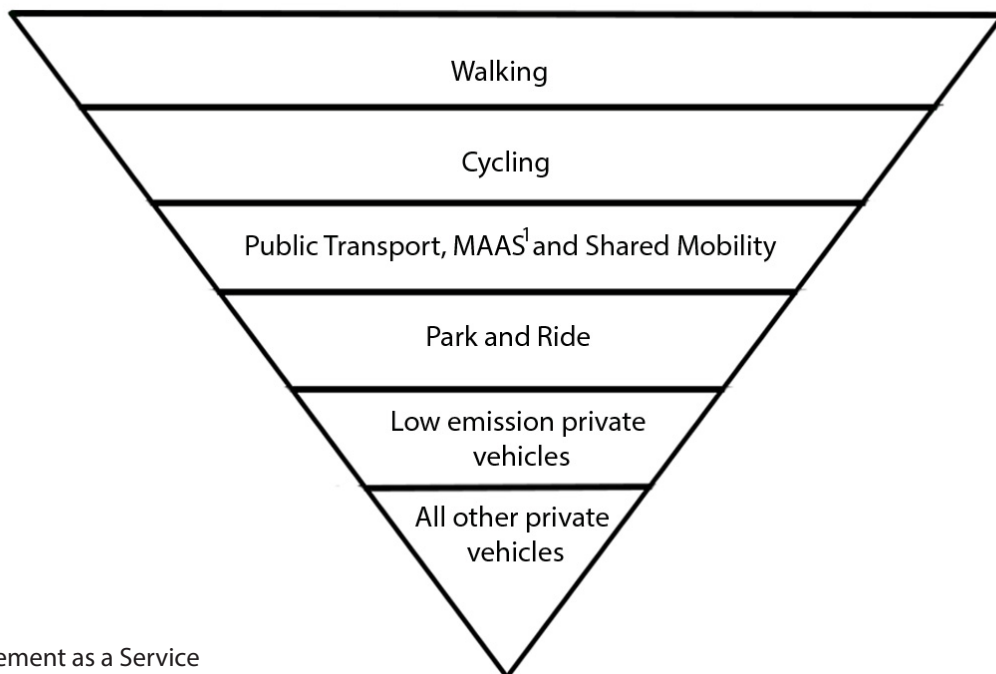 Walking
Cycling
Public Transport, MAAS1 and Shared Mobility
Park and Ride
Low emission private
vehicles
All other private
vehicles
as a Service